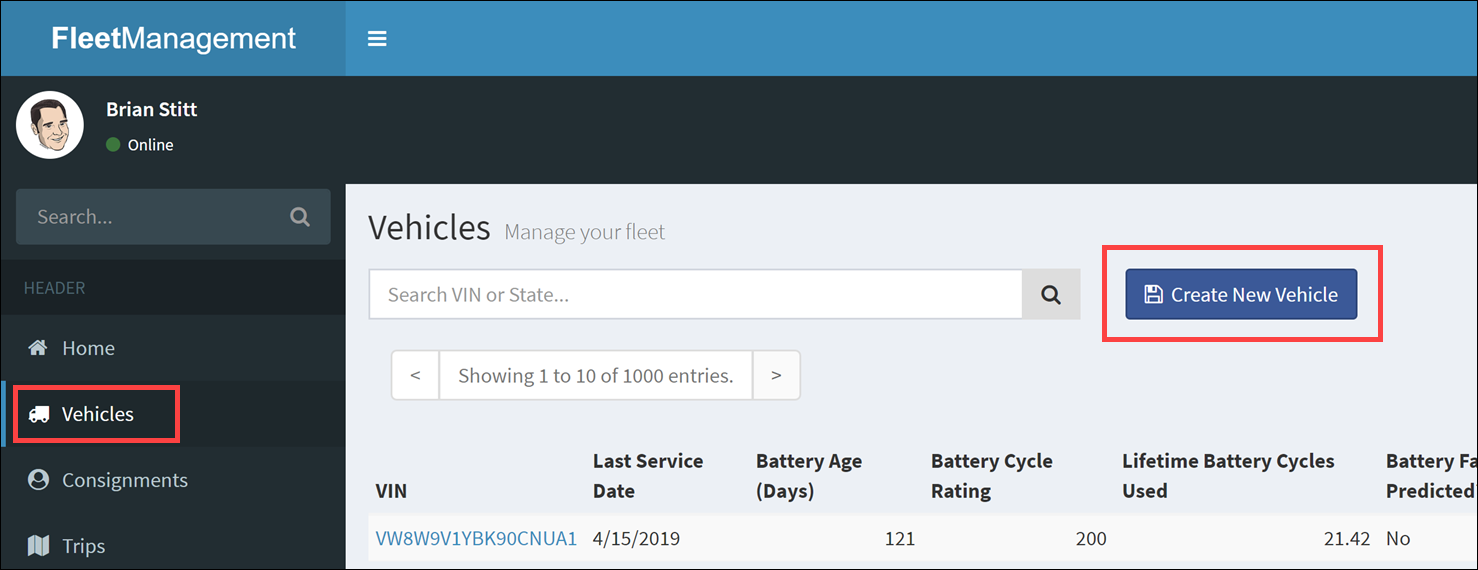 FleetManagement
Brian Stitt
Online
Search...
HEADER
Home
Vehicles
Consignments
Trips
Vehicles Manage your fleet
Search VIN or State...
Create New Vehicle
< Showing 1 to 10 of 1000 entries. >
VIN
Last Service
Date
Battery Age
(Days)
Battery Cycle
Rating
Lifetime Battery Cycles
Used
Battery Fa
Predicted
VW8W9V1YBK90CNUA1 4/15/2019 121 200 21.42 No